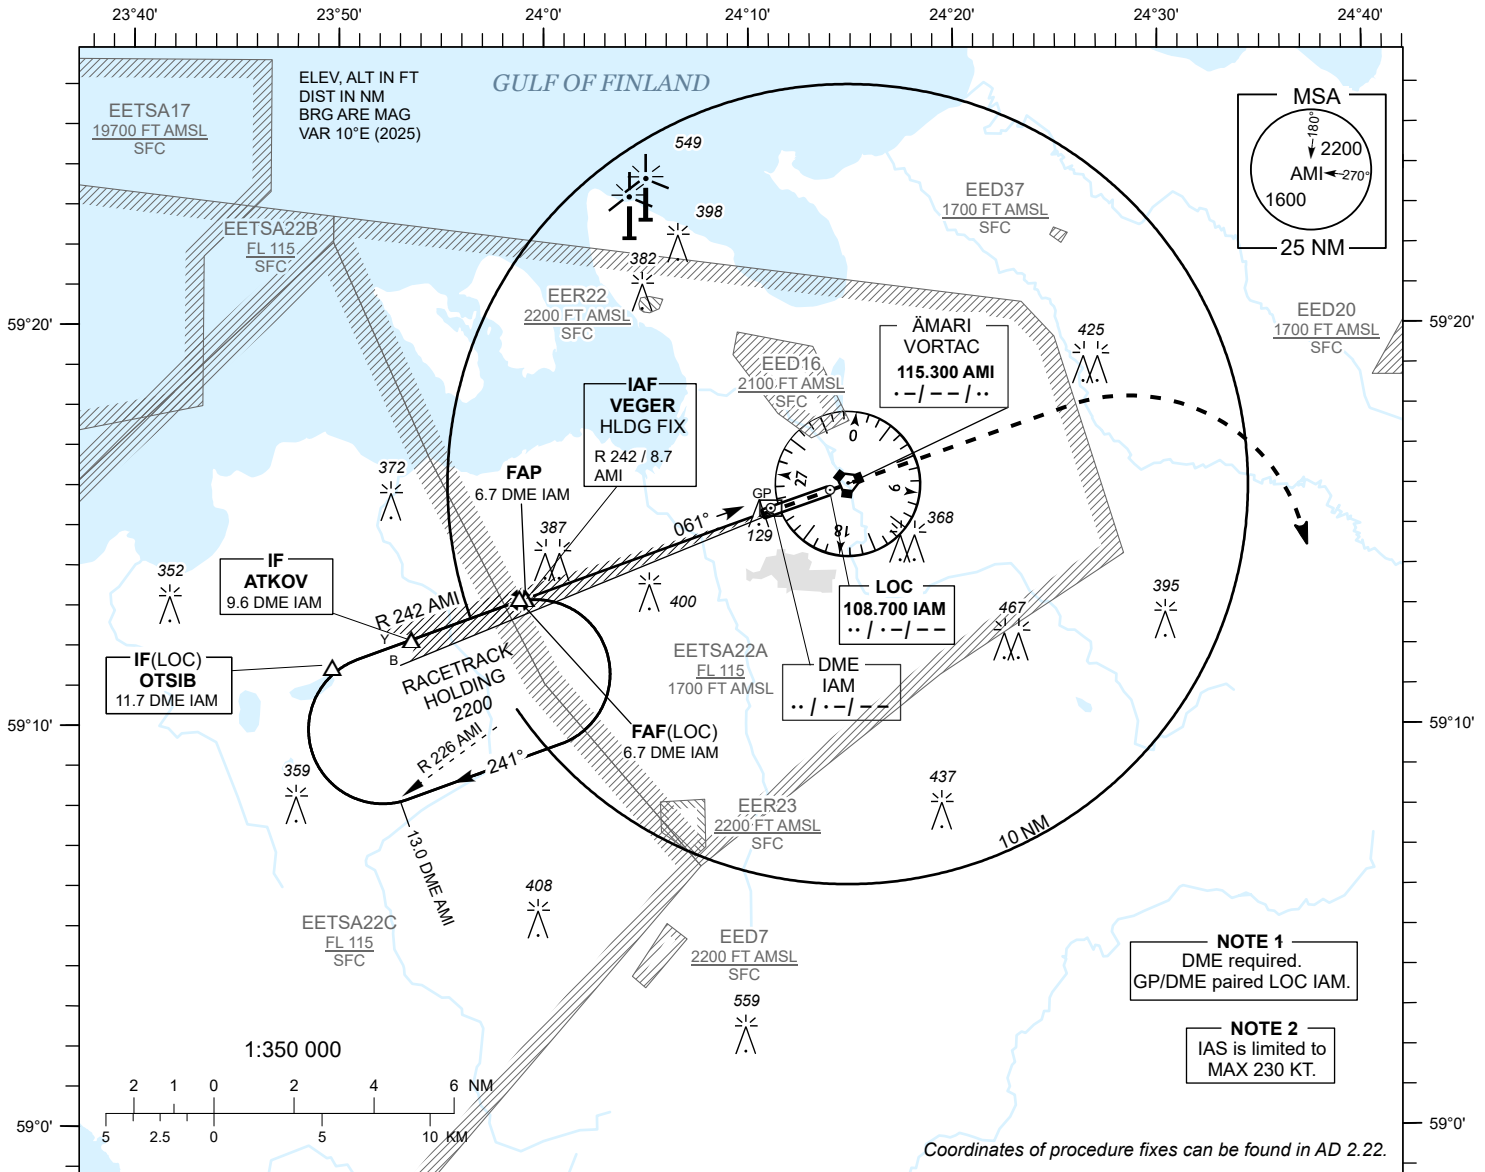 23°40'
23°50'
24°0'
24°10'
24°20'
24°30'
24°40'
ELEV, ALT IN FT
DIST IN NM
BRG ARE MAG
VAR 10°E (2025)
GULF OF FINLAND
EETSA17
19700 FT AMSL
SFC
EETSA22B
FL 115
SFC
549
398
382
EER22
2200 FT AMSL
SFC
EED37
1700 FT AMSL
SFC
MSA
180°
2200
AMI
270°
1600
25 NM
EED20
1700 FT AMSL
SFC
59°20'
59°20'
425
ÄMARI
VORTAC
115.300 AMI
·–/––/··
EED16
2100 FT AMSL
SFC
IAF
VEGER
HLDG FIX
R 242 / 8.7
AMI
FAP
6.7 DME IAM
372
387
GP
061°
129
0
9
18
27
368
LOC
108.700 IAM
··/·–/––
IF
ATKOV
9.6 DME IAM
352
R 242 AMI
Y
B
400
467
395
IF(LOC)
OTSIB
11.7 DME IAM
RACETRACK
HOLDING
2200
R 226 AMI
241°
EETSA22A
FL 115
1700 FT AMSL
DME
IAM
··/·–/––
FAF(LOC)
6.7 DME IAM
59°10'
59°10'
359
437
EER23
2200 FT AMSL
SFC
10 NM
13.0 DME AMI
408
EETSA22C
FL 115
SFC
EED7
2200 FT AMSL
SFC
559
NOTE 1
DME required.
GP/DME paired LOC IAM.
NOTE 2
IAS is limited to
MAX 230 KT.
1:350 000
2 1 0 2 4 6 NM
5 2.5 0 5 10 KM
59°0'
59°0'
Coordinates of procedure fixes can be found in AD 2.22.